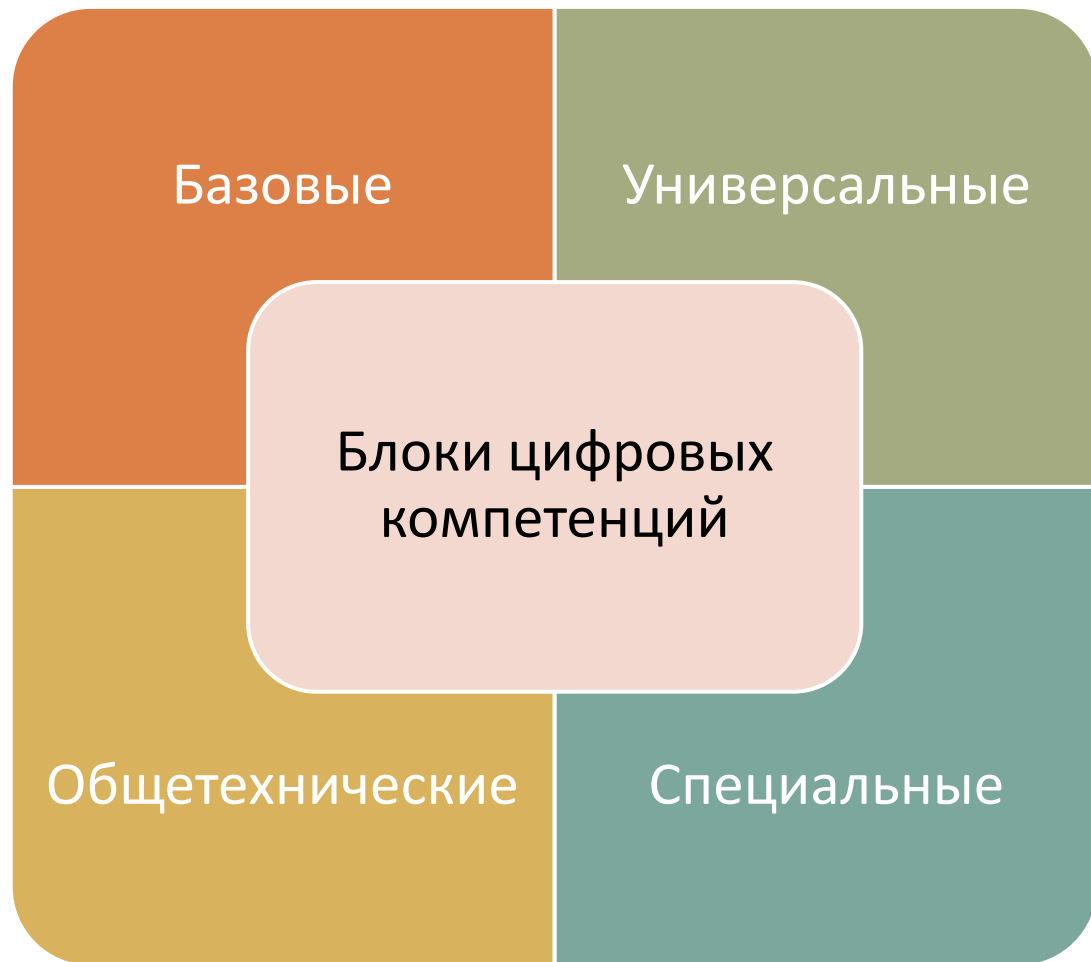 Базовые
Универсальные
Блоки цифровых
компетенций
Общетехнические
Специальные